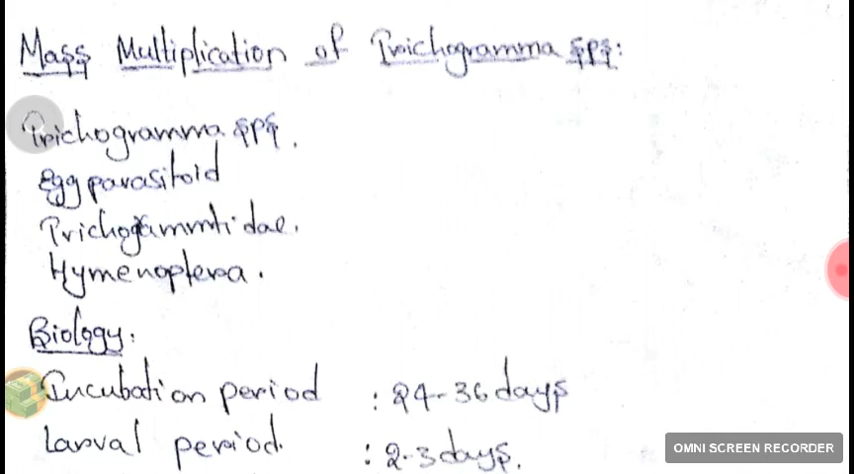 Mass Multiplication of Trichogramma spp:
Trichogramma spp.
Egg parasitoid
Trichogammtidae.
Hymenoptera.
Biology:
Incubation period : 24-36 days
Larval period : 2-3 days.
OMNI SCREEN RECORDER